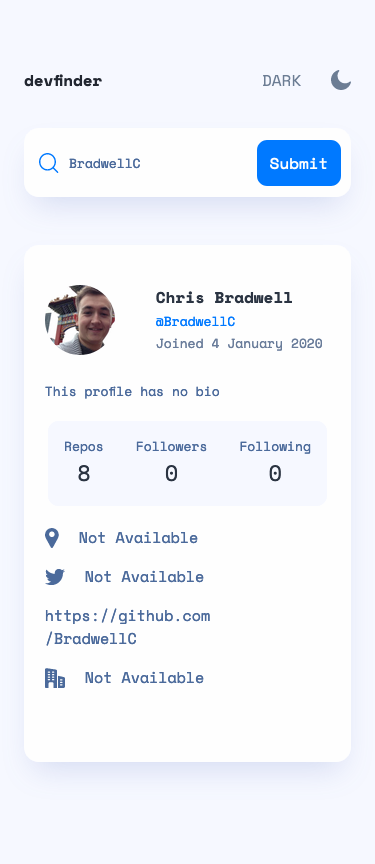 devfinder DARK
BradwellC Submit
Chris Bradwell
@BradwellC
Joined 4 January 2020
This profile has no bio
Repos Followers Following
8 0 0
Not Available
Not Available
https://github.com
/BradwellC
Not Available